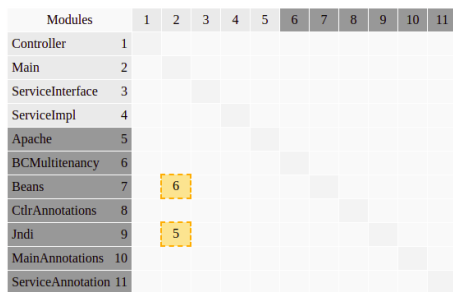 Modules 1 2 3 4 5 6 7 8 9 10 11
Controller 1
Main 2
ServiceInterface 3
ServiceImpl 4
Apache 5
BCMultitenancy 6
Beans 7 6
CtlrAnnotations 8
Jndi 9 5
MainAnnotations 10
ServiceAnnotation 11